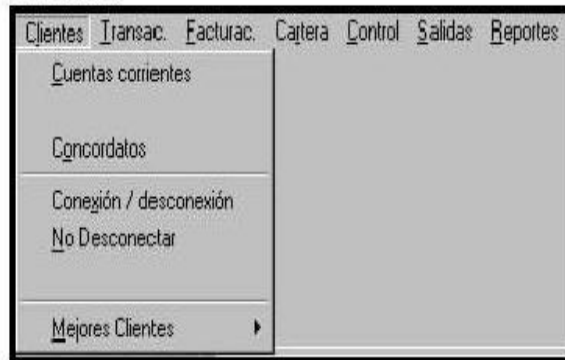 Clientes Transac. Facturac. Cartera Control Salidas Reportes
Cuentas corrientes
Concordatos
Conexión / desconexión
No Desconectar
Mejores Clientes